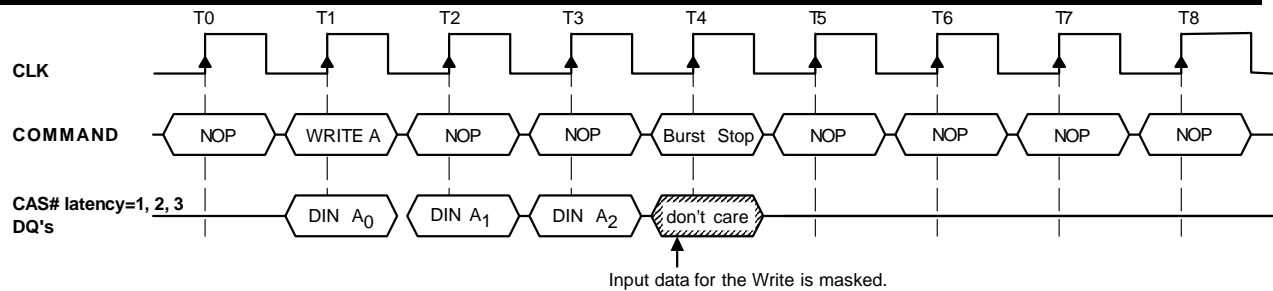 T0 T1 T2 T3 T4 T5 T6 T7 T8
CLK
COMMAND NOP WRITE A NOP NOP Burst Stop NOP NOP NOP NOP
CAS# latency=1, 2, 3
DQ's DIN A0 DIN A1 DIN A2 don't care
Input data for the Write is masked.